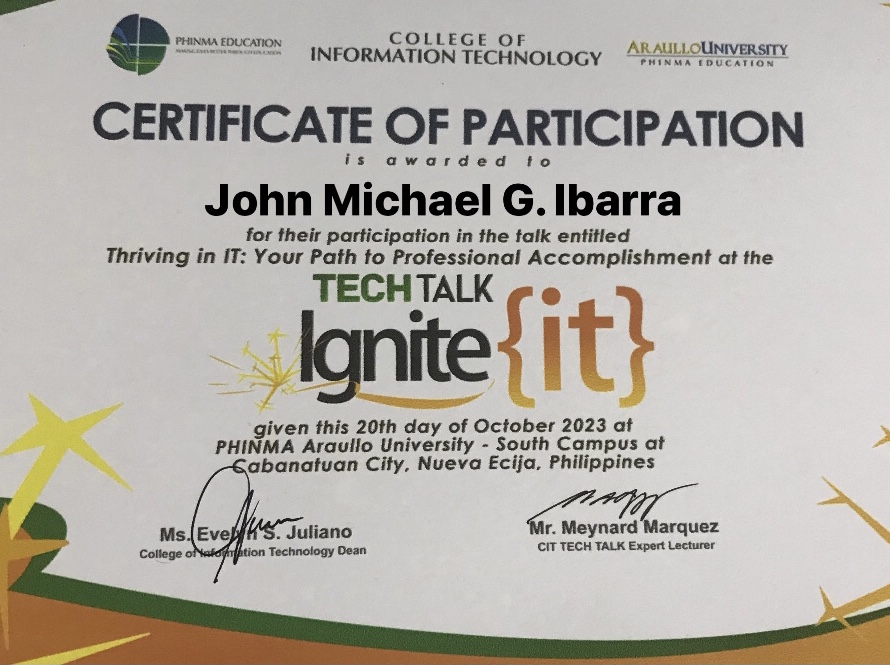 PHINMA EDUCATION
COLLEGE OF
INFORMATION TECHNOLOGY
ARAULLO UNIVERSITY
PHINMA EDUCATION
CERTIFICATE OF PARTICIPATION
is awarded to
John Michael G. Ibarra
for their participation in the talk entitled
Thriving in IT: Your Path to Professional Accomplishment at the
TECH TALK
Ignite {it}
given this 20th day of October 2023 at
PHINMA Araullo University - South Campus at
Cabanatuan City, Nueva Ecija, Philippines
Ms. Evelyn S. Juliano
College of Information Technology Dean
Mr. Meynard Marquez
CIT TECH TALK Expert Lecturer